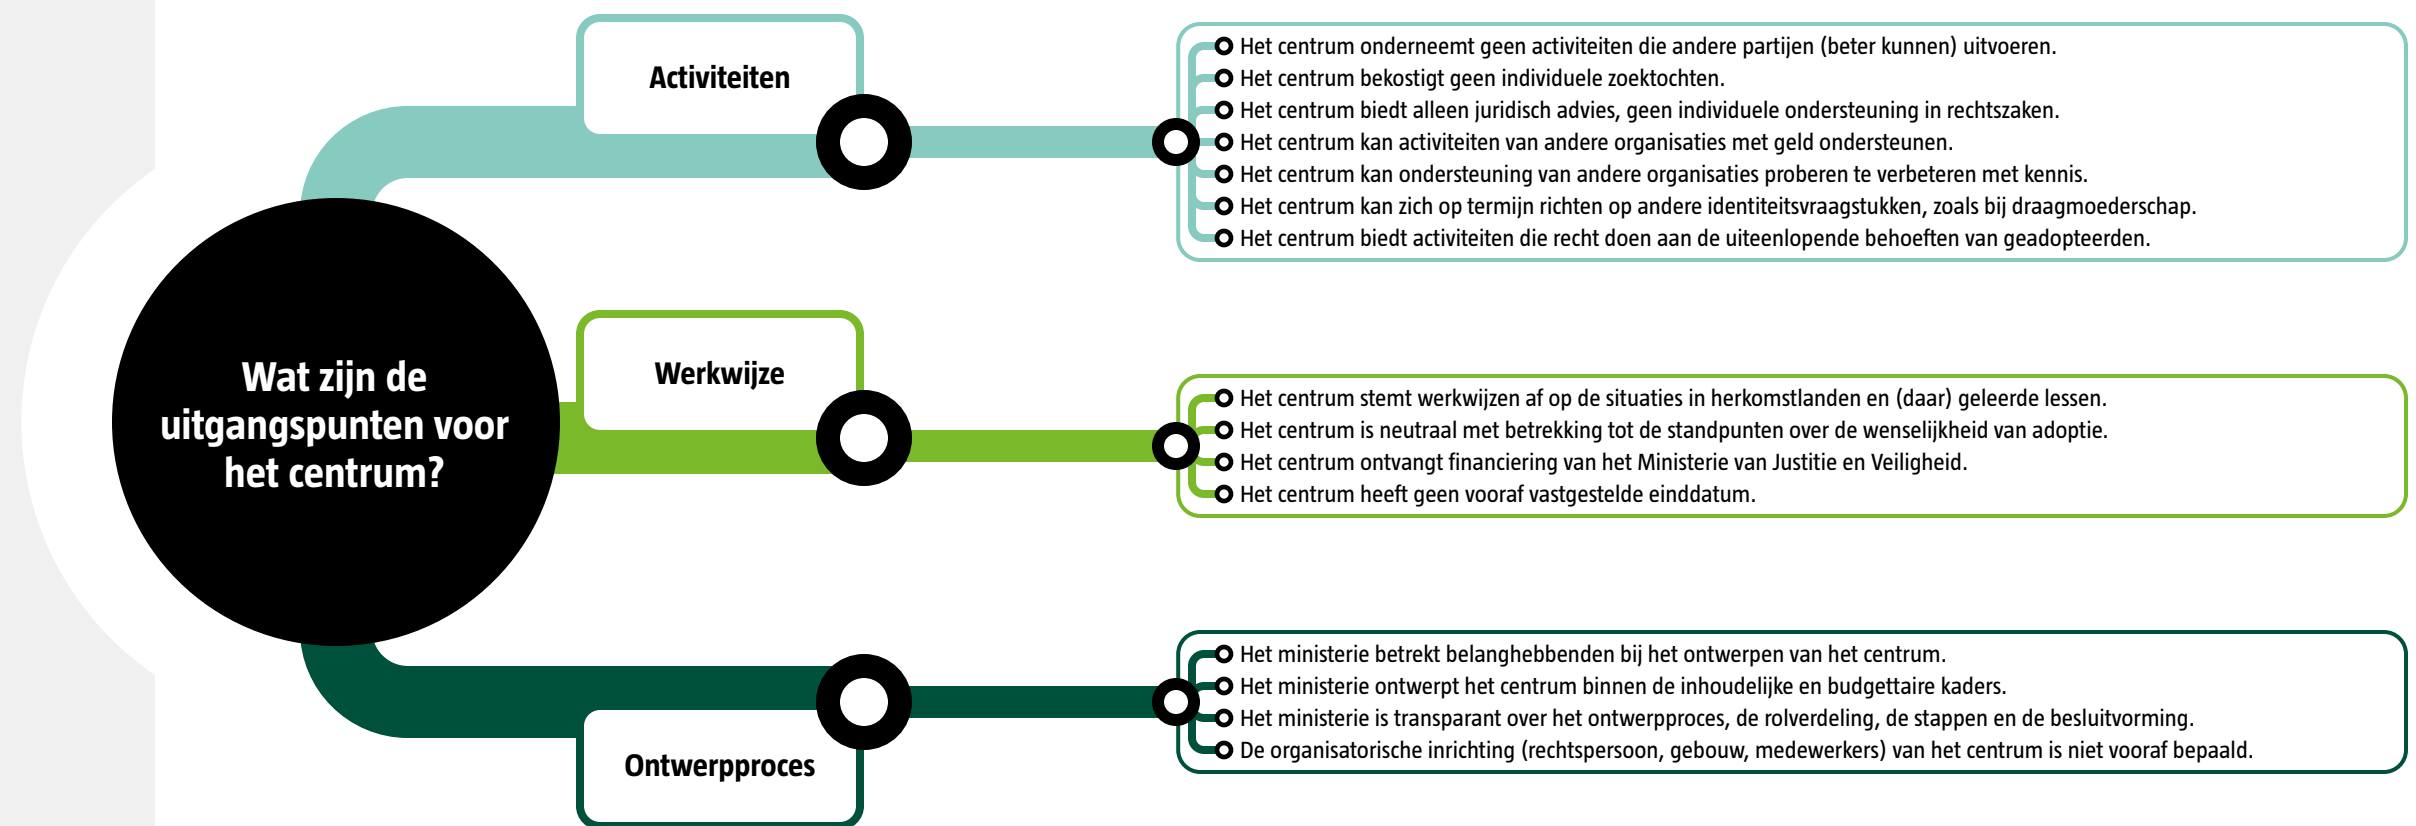 Wat zijn de
uitgangspunten voor
het centrum?
Activiteiten
Het centrum onderneemt geen activiteiten die andere partijen (beter kunnen) uitvoeren.
Het centrum bekostigt geen individuele zoektochten.
Het centrum biedt alleen juridisch advies, geen individuele ondersteuning in rechtszaken.
Het centrum kan activiteiten van andere organisaties met geld ondersteunen.
Het centrum kan ondersteuning van andere organisaties proberen te verbeteren met kennis.
Het centrum kan zich op termijn richten op andere identiteitsvraagstukken, zoals bij draagmoederschap.
Het centrum biedt activiteiten die recht doen aan de uiteenlopende behoeften van geadopteerden.
Werkwijze
Het centrum stemt werkwijzen af op de situaties in herkomstlanden en (daar) geleerde lessen.
Het centrum is neutraal met betrekking tot de standpunten over de wenselijkheid van adoptie.
Het centrum ontvangt financiering van het Ministerie van Justitie en Veiligheid.
Het centrum heeft geen vooraf vastgestelde einddatum.
Ontwerpproces
Het ministerie betrekt belanghebbenden bij het ontwerpen van het centrum.
Het ministerie ontwerpt het centrum binnen de inhoudelijke en budgettaire kaders.
Het ministerie is transparant over het ontwerpproces, de rolverdeling, de stappen en de besluitvorming.
De organisatorische inrichting (rechtspersoon, gebouw, medewerkers) van het centrum is niet vooraf bepaald.